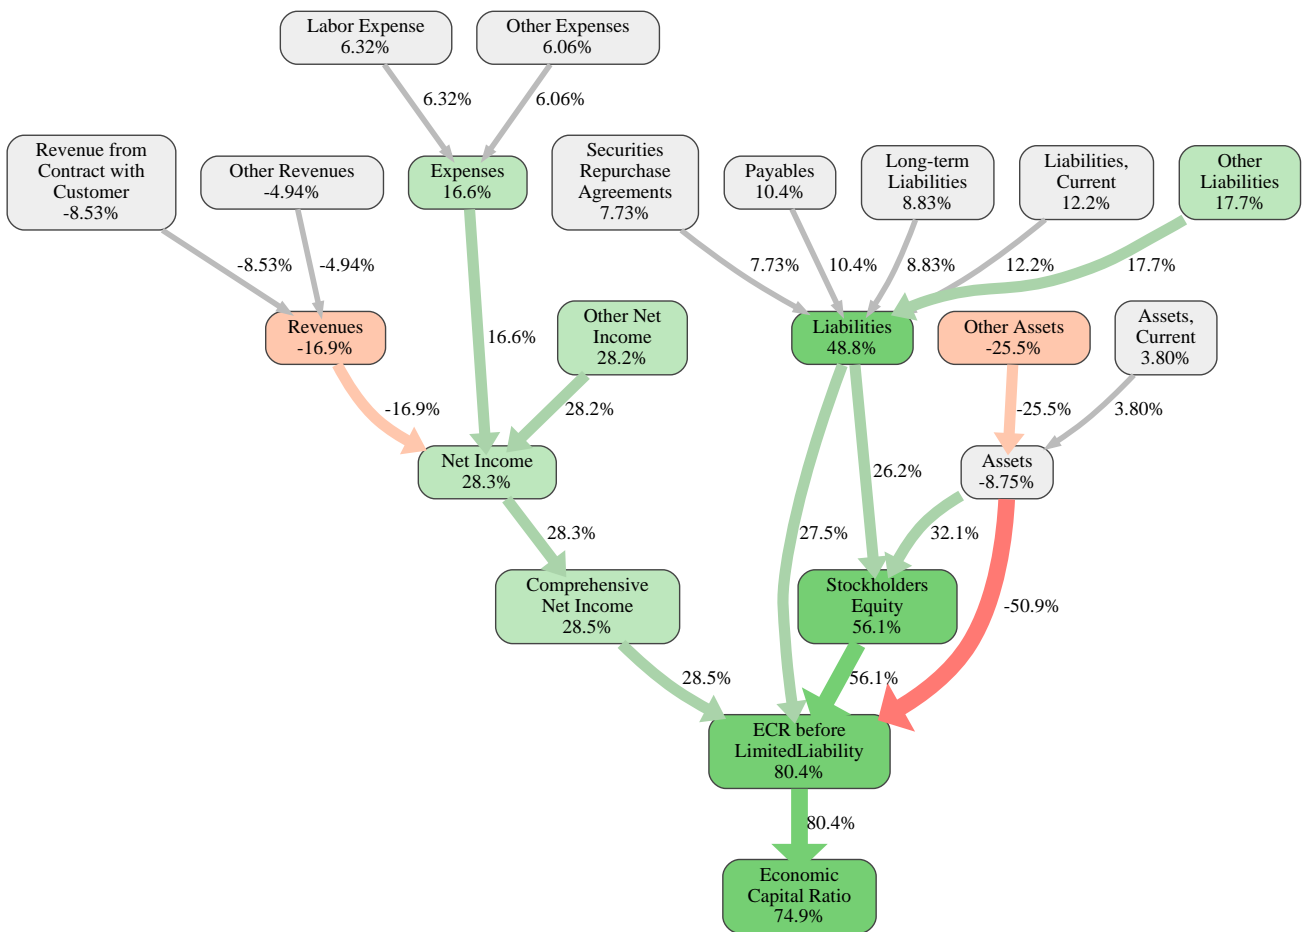 Labor Expense
6.32%
Other Expenses
6.06%
6.32%
6.06%
Revenue from
Contract with
Customer
-8.53%
Other Revenues
-4.94%
Expenses
16.6%
Securities
Repurchase
Agreements
7.73%
Payables
10.4%
Long-term
Liabilities
8.83%
Liabilities,
Current
12.2%
Other
Liabilities
17.7%
-8.53%
-4.94%
7.73%
10.4%
8.83%
12.2%
17.7%
Revenues
-16.9%
16.6%
Other Net
Income
28.2%
Liabilities
48.8%
Other Assets
-25.5%
Assets,
Current
3.80%
-16.9%
28.2%
-25.5%
3.80%
Net Income
28.3%
26.2%
Assets
-8.75%
28.3%
27.5%
32.1%
Comprehensive
Net Income
28.5%
Stockholders
Equity
56.1%
-50.9%
28.5%
56.1%
ECR before
LimitedLiability
80.4%
80.4%
Economic
Capital Ratio
74.9%